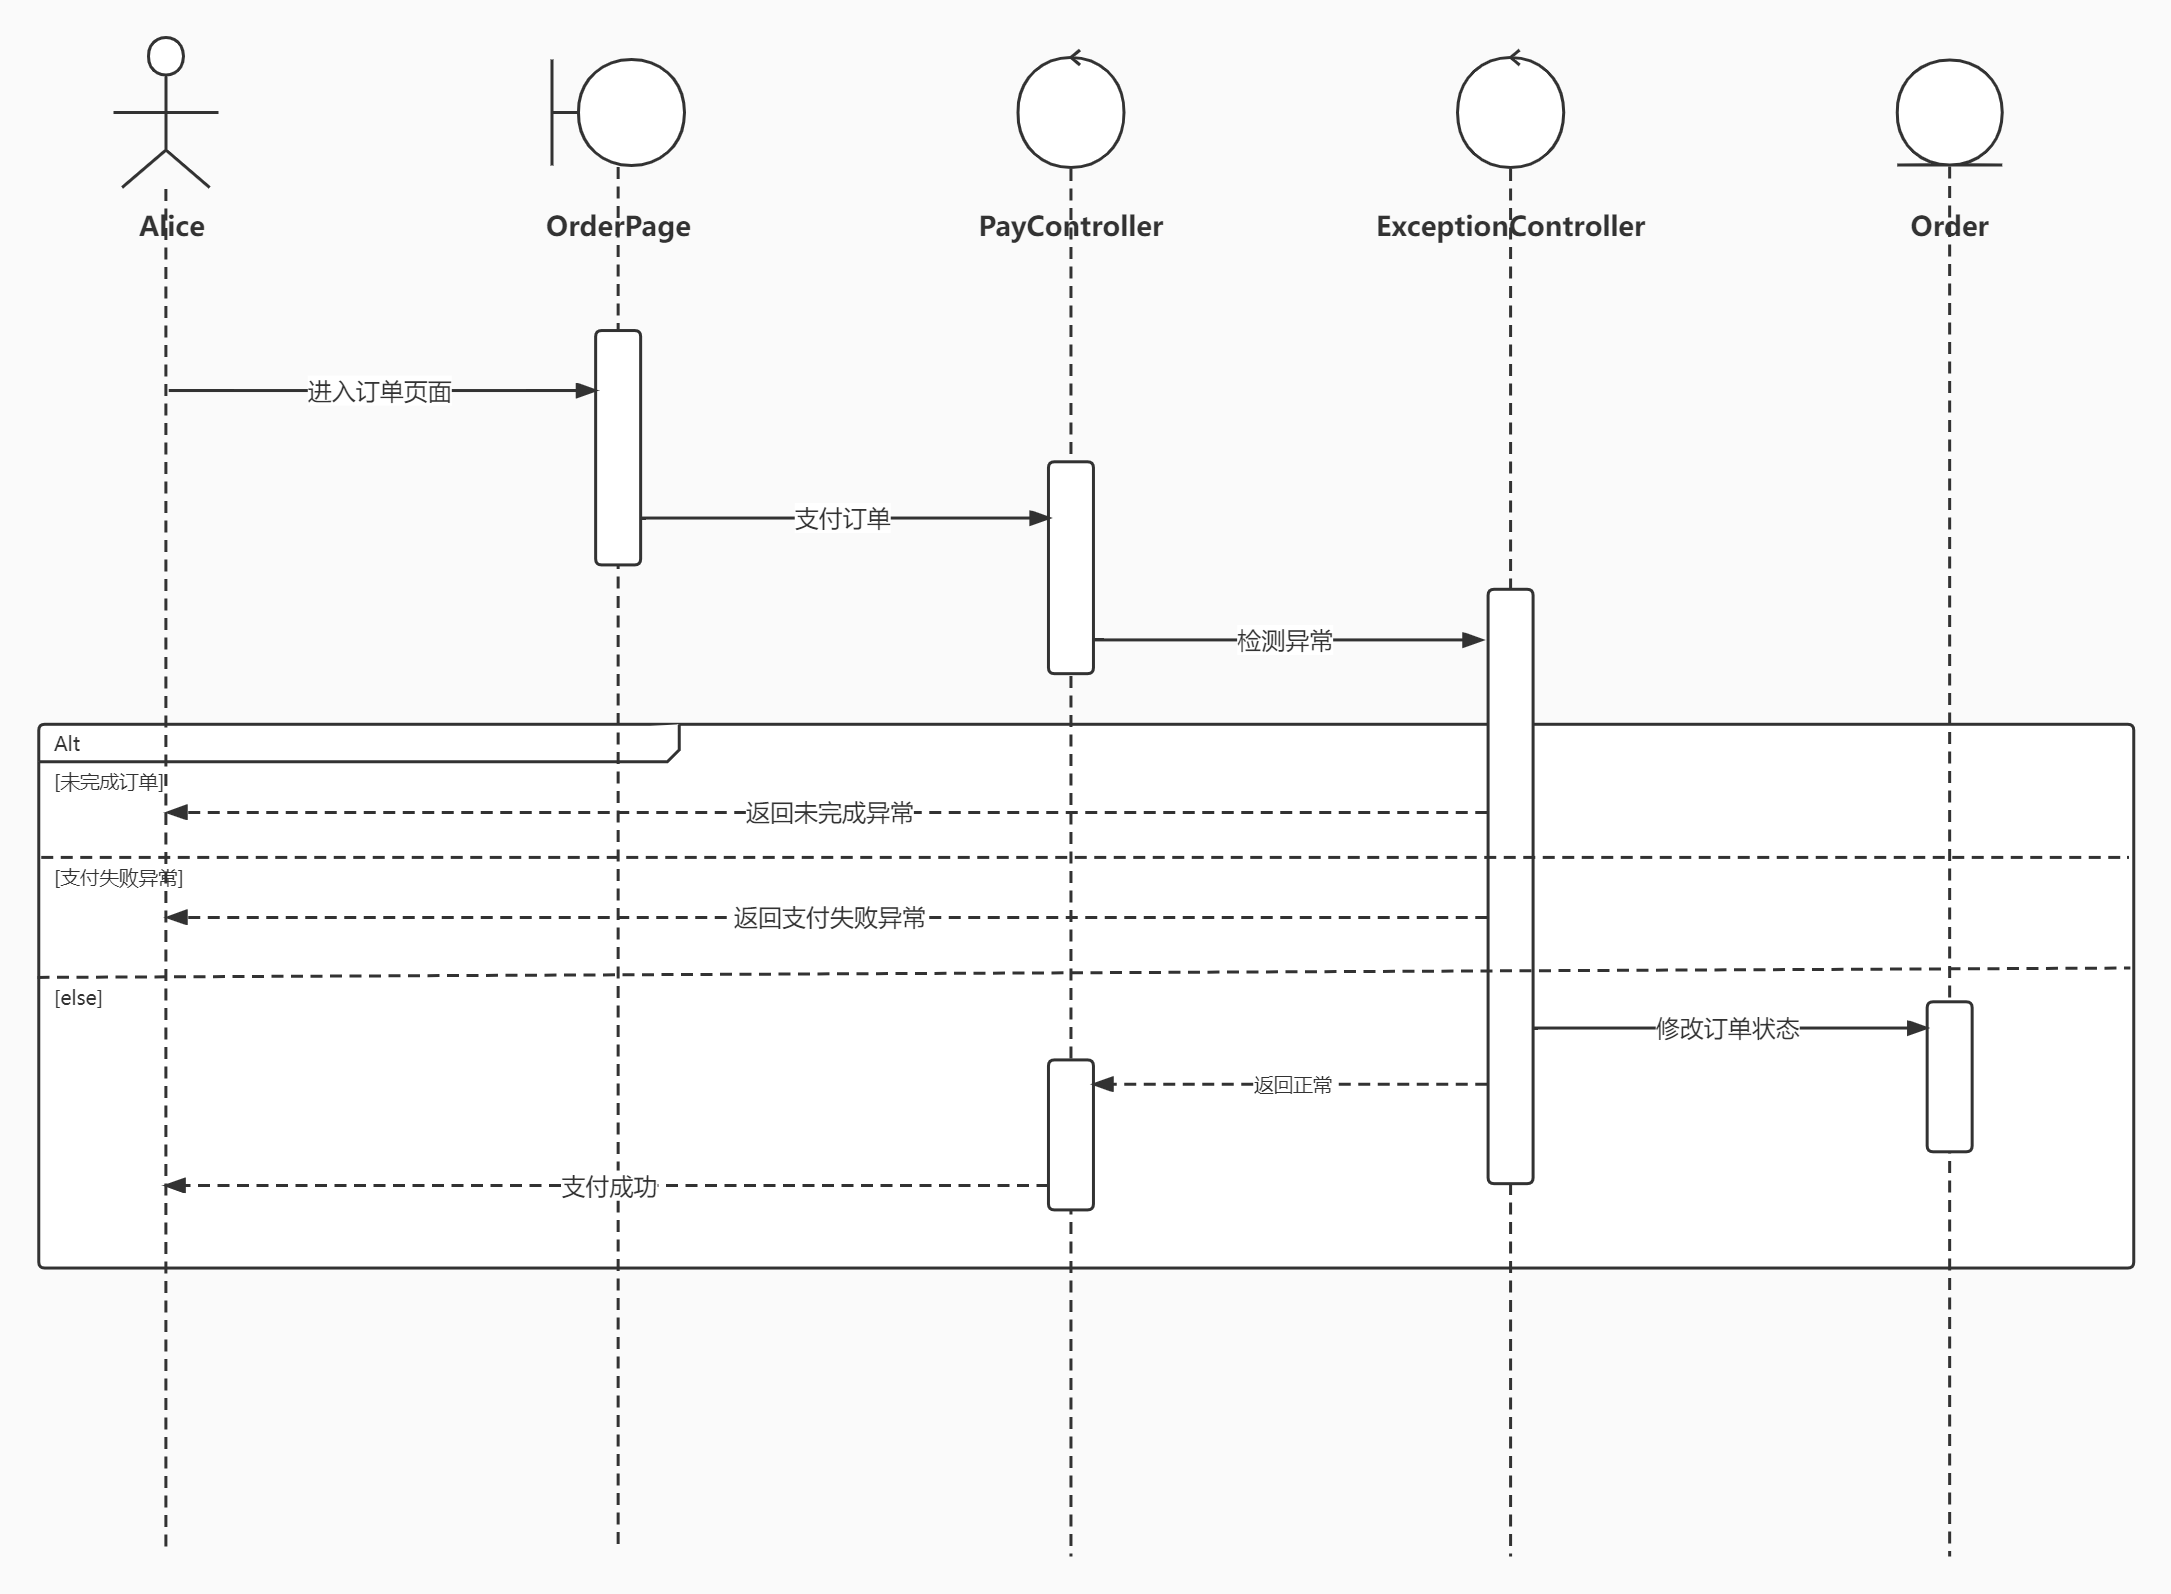 Alice
OrderPage
PayController
ExceptionController
Order
进入订单页面
支付订单
检测异常
Alt
[未完成订单]
返回未完成异常
[支付失败异常]
返回支付失败异常
[else]
修改订单状态
返回正常
支付成功